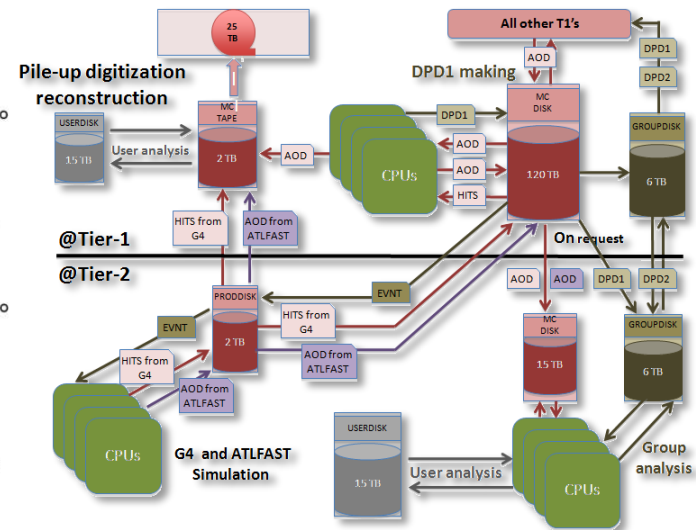 25
TB
All other T1's
AOD
DPD1
DPD2
Pile-up digitization
reconstruction
DPD1 making
MC
TAPE
2 TB
USERDISK
15 TB
User analysis
AOD
CPUs
DPD1
AOD
AOD
HITS
MC
DISK
120 TB
GROUPDISK
6 TB
HITS from
G4
AOD from
ATLFAST
@Tier-1
On request
@Tier-2
AOD
AOD
DPD1
DPD2
EVNT
PRODDISK
2 TB
HITS from
G4
AOD from
ATLFAST
EVNT
HITS from
G4
AOD from
ATLFAST
CPUs
G4 and ATLFAST
Simulation
MC
DISK
15 TB
GROUPDISK
6 TB
USERDISK
15 TB
User analysis
CPUs
Group
analysis